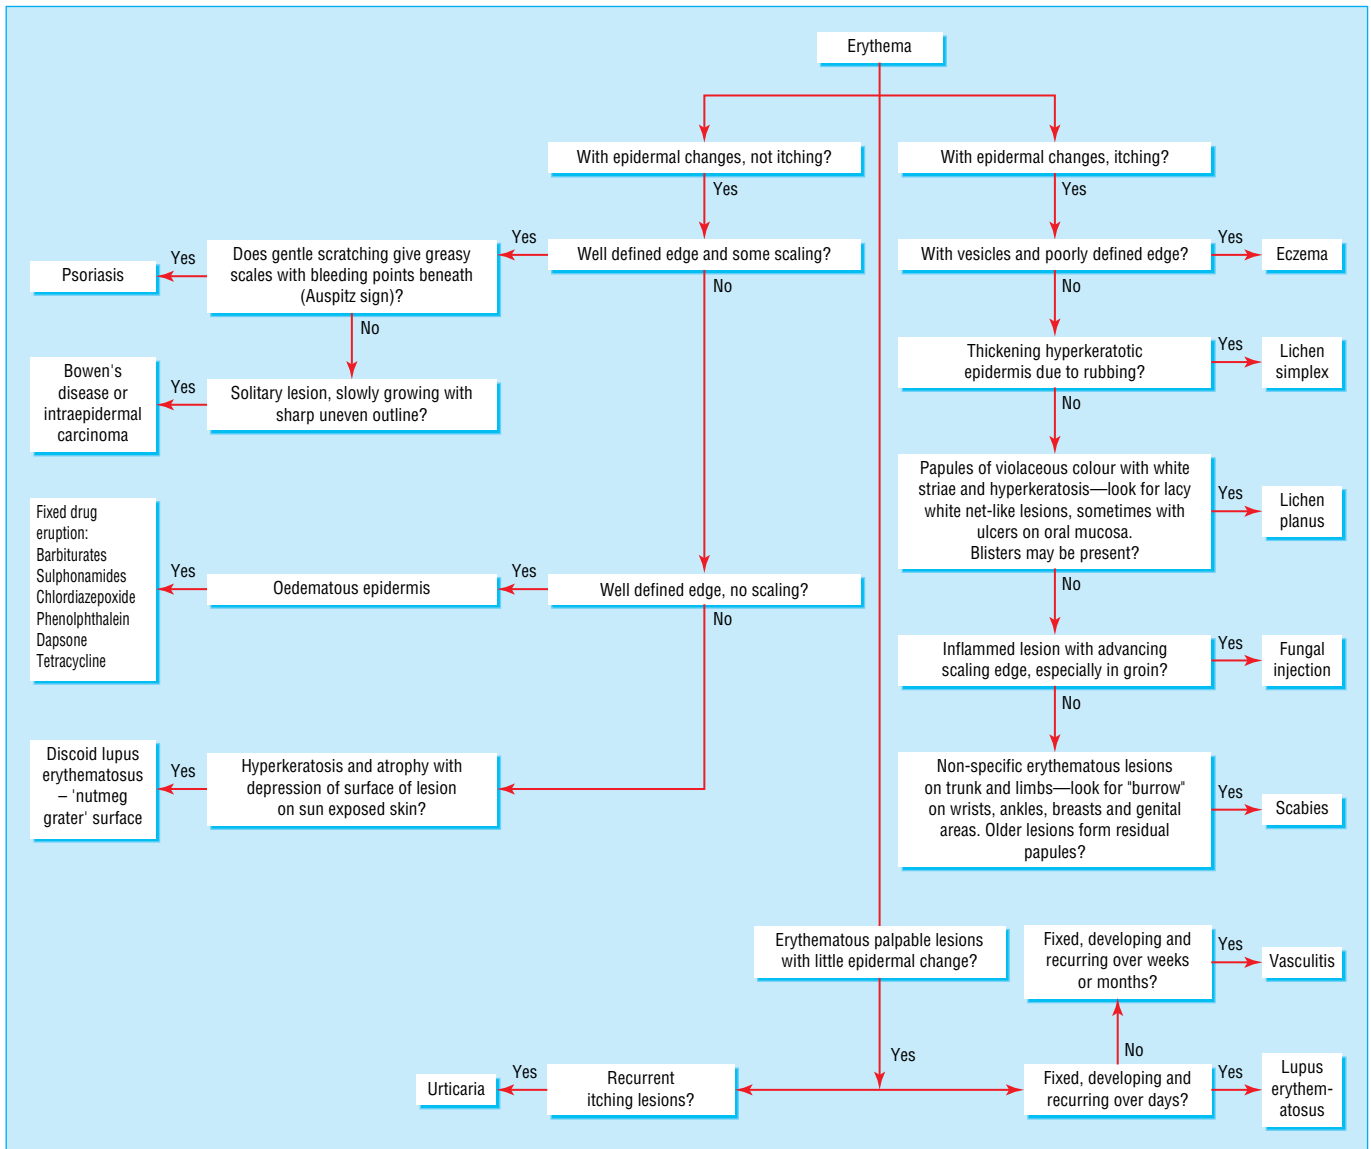 Erythema
With epidermal changes, not itching?
With epidermal changes, itching?
Yes
Yes
Well defined edge and some scaling?
Yes
Does gentle scratching give greasy
scales with bleeding points beneath
(Auspitz sign)?
Yes
Psoriasis
No
Solitary lesion, slowly growing with
sharp uneven outline?
Yes
Bowen's
disease or
intraepidermal
carcinoma
No
Well defined edge, no scaling?
Yes
Oedematous epidermis
Yes
Fixed drug
eruption:
Barbiturates
Sulphonamides
Chlordiazepoxide
Phenolphthalein
Dapsone
Tetracycline
No
Hyperkeratosis and atrophy with
depression of surface of lesion
on sun exposed skin?
Yes
Discoid lupus
erythematosus
– 'nutmeg
grater' surface
With vesicles and poorly defined edge?
Yes
Eczema
No
Thickening hyperkeratotic
epidermis due to rubbing?
Yes
Lichen
simplex
No
Papules of violaceous colour with white
striae and hyperkeratosis—look for lacy
white net-like lesions, sometimes with
ulcers on oral mucosa.
Blisters may be present?
Yes
Lichen
planus
No
Inflammed lesion with advancing
scaling edge, especially in groin?
Yes
Fungal
injection
No
Non-specific erythematous lesions
on trunk and limbs—look for "burrow"
on wrists, ankles, breasts and genital
areas. Older lesions form residual
papules?
Yes
Scabies
Erythematous palpable lesions
with little epidermal change?
Yes
Recurrent
itching lesions?
Yes
Urticaria
Fixed, developing and
recurring over days?
Yes
Lupus
erythem-
atosus
No
Fixed, developing and
recurring over weeks
or months?
Yes
Vasculitis